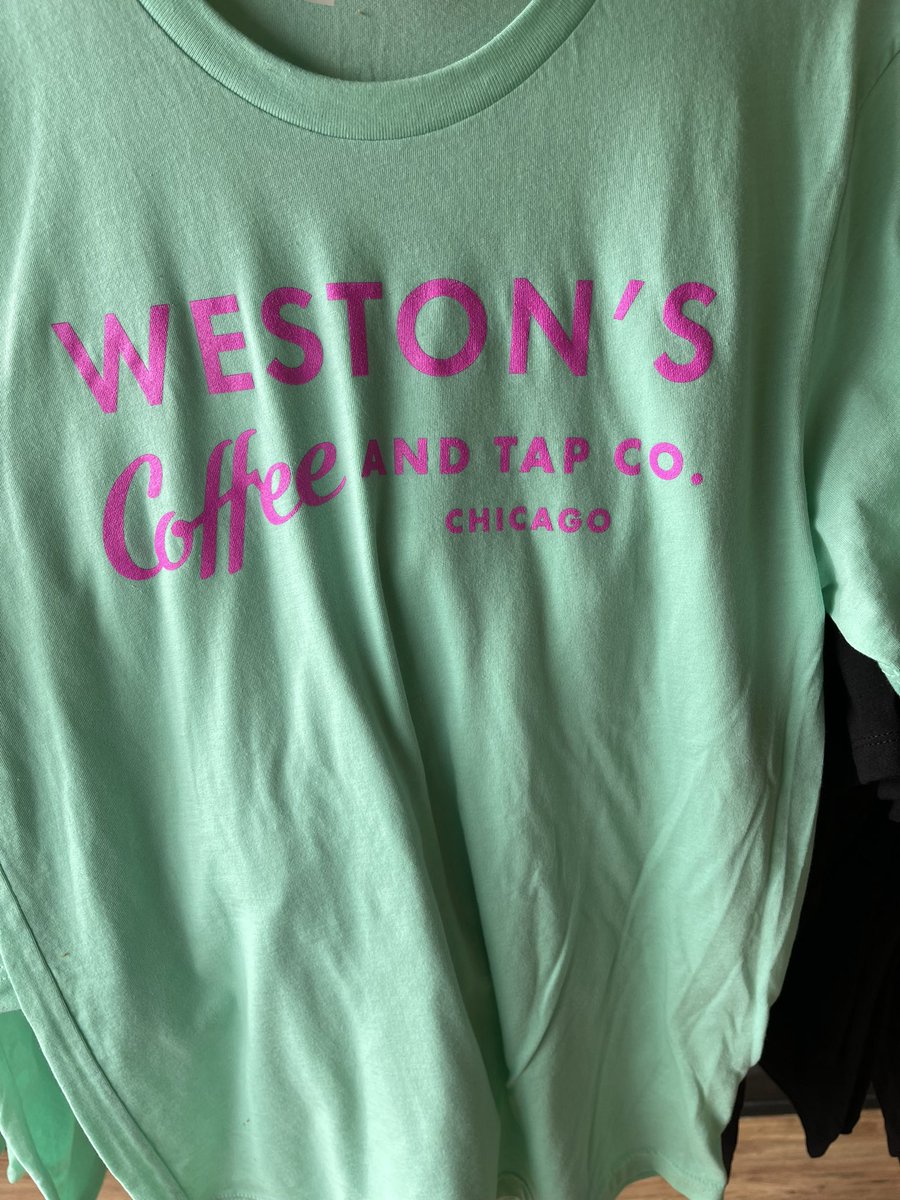 WESTON'S
Coffee AND TAP CO.
CHICAGO